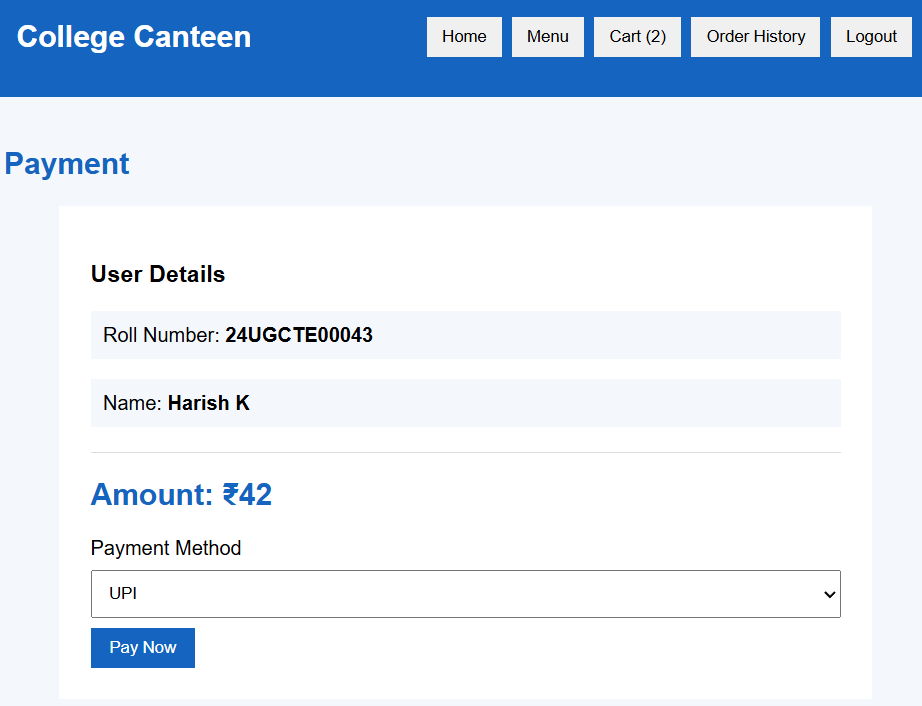 College Canteen
Home Menu Cart (2) Order History Logout
Payment
User Details
Roll Number: 24UGCTE00043
Name: Harish K
Amount: ₹42
Payment Method
UPI
Pay Now